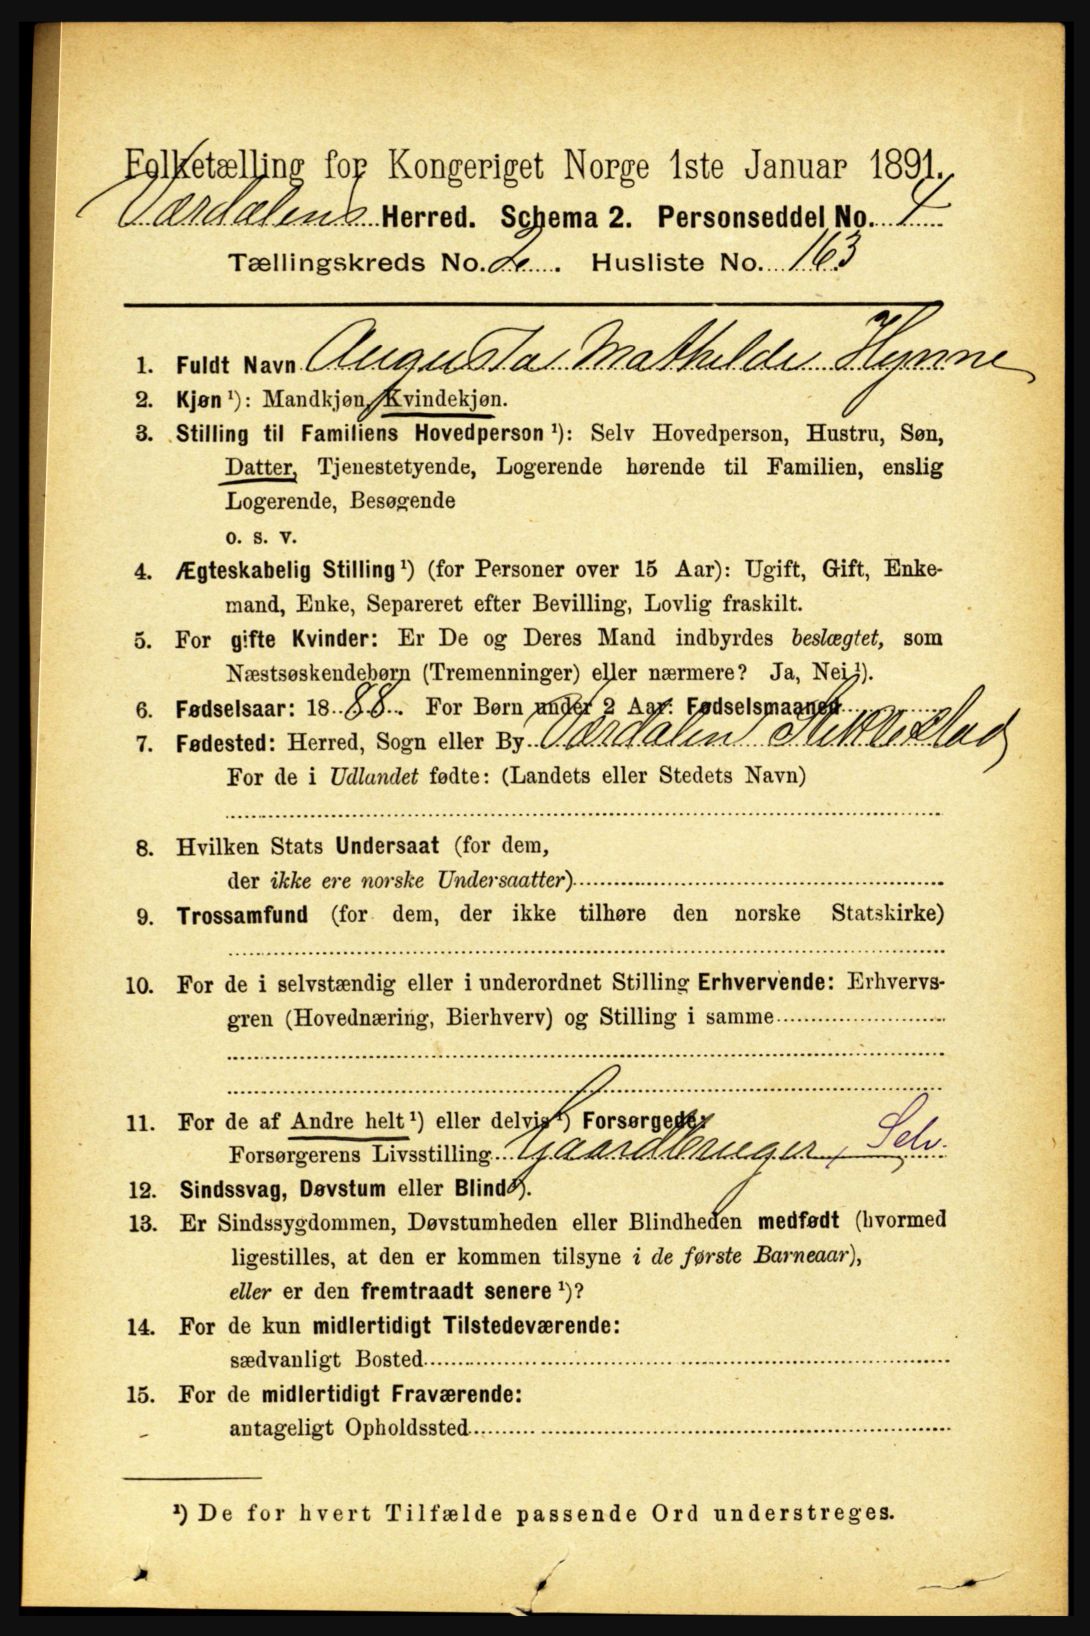 Folketælling for Kongeriget Norge 1ste Januar 1891.
Værdalens Herred. Schema 2. Personseddel No. 4
Tællingskreds No. 2. Husliste No. 163
1. Fuldt Navn Augusta Mathilde Hynne
2. Kjøn ¹): Mandkjøn, Kvindekjøn.
3. Stilling til Familiens Hovedperson ¹): Selv Hovedperson, Hustru, Søn,
Datter, Tjenestetyende, Logerende hørende til Familien, enslig
Logerende, Besøgende
o. s. v.
4. Ægteskabelig Stilling ¹) (for Personer over 15 Aar): Ugift, Gift, Enke-
mand, Enke, Separeret efter Bevilling, Lovlig fraskilt.
5. For gifte Kvinder: Er De og Deres Mand indbyrdes beslægtet, som
Næstsøskendebørn (Tremenninger) eller nærmere? Ja, Nei ¹).
6. Fødselsaar: 1888. For Børn under 2 Aar: Fødselsmaaned
7. Fødested: Herred, Sogn eller By Værdalen Stiklestad
For de i Udlandet fødte: (Landets eller Stedets Navn)
8. Hvilken Stats Undersaat (for dem,
der ikke ere norske Undersaatter)
9. Trossamfund (for dem, der ikke tilhøre den norske Statskirke)
10. For de i selvstændig eller i underordnet Stilling Erhvervende: Erhvervs-
gren (Hovednæring, Bierhverv) og Stilling i samme
11. For de af Andre helt ¹) eller delvis ¹) Forsørgede:
Forsørgerens Livsstilling Gaardbruger, Selv.
12. Sindssvag, Døvstum eller Blind ¹).
13. Er Sindssygdommen, Døvstumheden eller Blindheden medfødt (hvormed
ligestilles, at den er kommen tilsyne i de første Barneaar),
eller er den fremtraadt senere ¹)?
14. For de kun midlertidigt Tilstedeværende:
sædvanligt Bosted
15. For de midlertidigt Fraværende:
antageligt Opholdssted
¹) De for hvert Tilfælde passende Ord understreges.